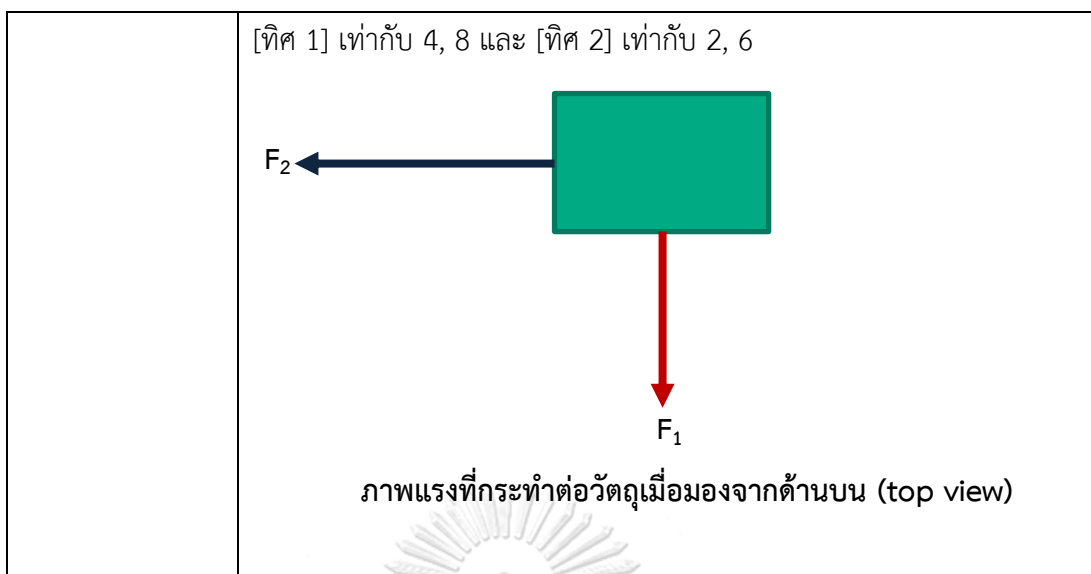 [ทิศ 1] เท่ากับ 4, 8 และ [ทิศ 2] เท่ากับ 2, 6
F₂
F₁
ภาพแรงที่กระทำต่อวัตถุเมื่อมองจากด้านบน (top view)